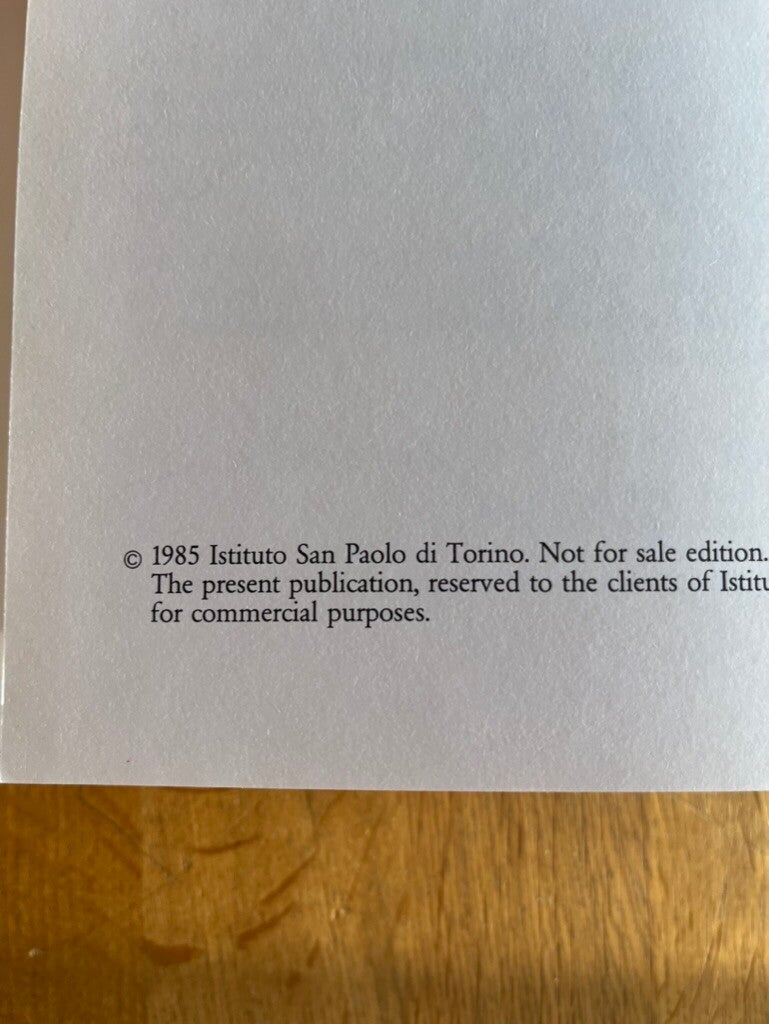 © 1985 Istituto San Paolo di Torino. Not for sale edition.
The present publication, reserved to the clients of
for commercial purposes.